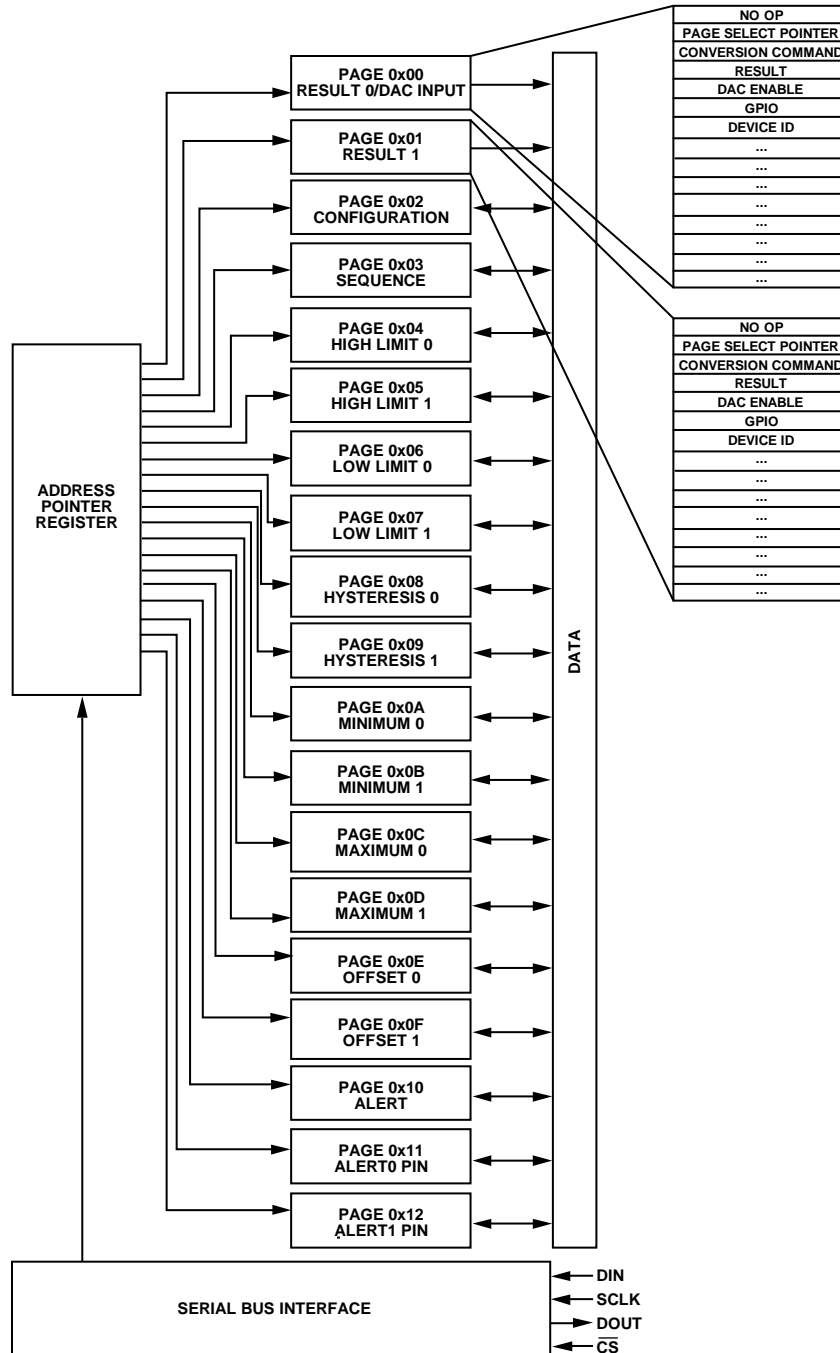 NO OP
PAGE SELECT POINTER
CONVERSION COMMAND
RESULT
DAC ENABLE
GPIO
DEVICE ID
...
...
...
...
...
...
...
...
PAGE 0x00
RESULT 0/DAC INPUT
PAGE 0x01
RESULT 1
PAGE 0x02
CONFIGURATION
PAGE 0x03
SEQUENCE
PAGE 0x04
HIGH LIMIT 0
PAGE 0x05
HIGH LIMIT 1
PAGE 0x06
LOW LIMIT 0
PAGE 0x07
LOW LIMIT 1
PAGE 0x08
HYSTERESIS 0
PAGE 0x09
HYSTERESIS 1
PAGE 0x0A
MINIMUM 0
PAGE 0x0B
MINIMUM 1
PAGE 0x0C
MAXIMUM 0
PAGE 0x0D
MAXIMUM 1
PAGE 0x0E
OFFSET 0
PAGE 0x0F
OFFSET 1
PAGE 0x10
ALERT
PAGE 0x11
ALERT0 PIN
PAGE 0x12
ALERT1 PIN
NO OP
PAGE SELECT POINTER
CONVERSION COMMAND
RESULT
DAC ENABLE
GPIO
DEVICE ID
...
...
...
...
...
...
...
...
ADDRESS
POINTER
REGISTER
DATA
SERIAL BUS INTERFACE
DIN
SCLK
DOUT
CS